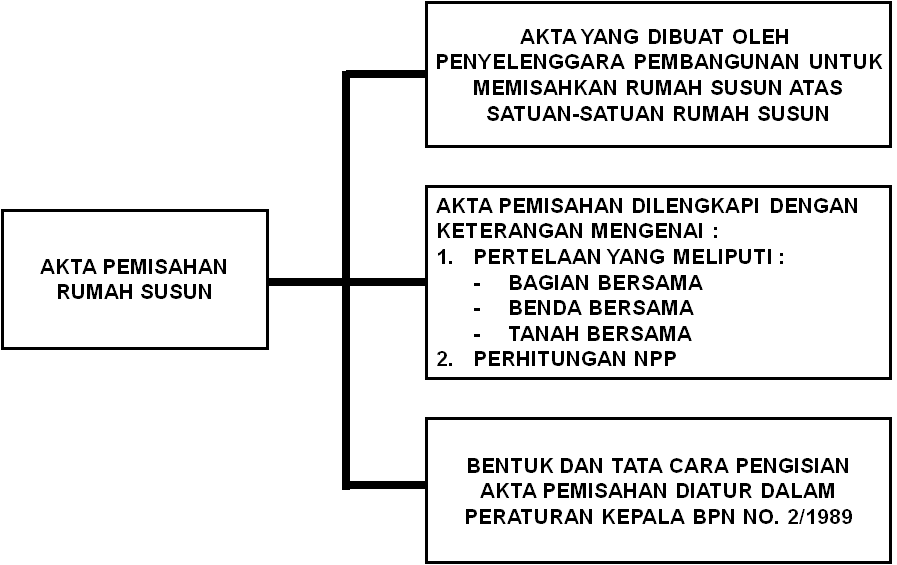 AKTA PEMISAHAN
RUMAH SUSUN
AKTA YANG DIBUAT OLEH
PENYELENGGARA PEMBANGUNAN UNTUK
MEMISAHKAN RUMAH SUSUN ATAS
SATUAN-SATUAN RUMAH SUSUN
AKTA PEMISAHAN DILENGKAPI DENGAN
KETERANGAN MENGENAI :
1. PERTELAAN YANG MELIPUTI :
- BAGIAN BERSAMA
- BENDA BERSAMA
- TANAH BERSAMA
2. PERHITUNGAN NPP
BENTUK DAN TATA CARA PENGISIAN
AKTA PEMISAHAN DIATUR DALAM
PERATURAN KEPALA BPN NO. 2/1989